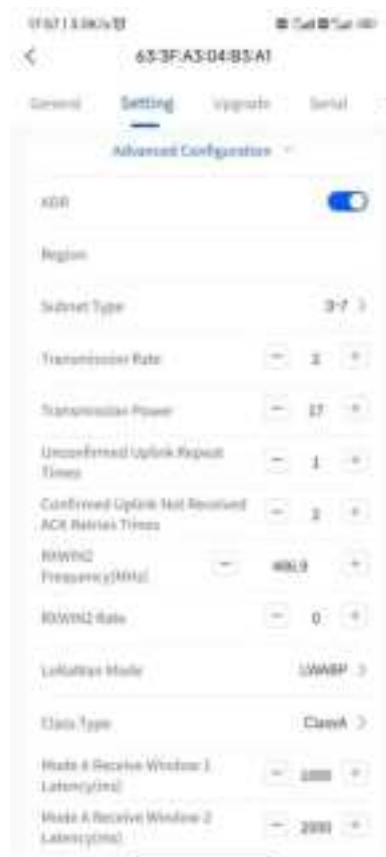 63:3F:A3:04:B3:A1
General Setting Upgrade Serial
Advanced Configuration
ADR
Region
Subnet Type
Transmission Rate
Transmission Power 17
Unconfirmed Uplink Repeat
Times 1
Confirmed Uplink Not Received
ACK Retries Times
RXWIN2
Frequency(MHz)
RXWIN2 Rate 0
LoRaWan Mode
Class Type ClassA
Mode A Receive Window 1
Latency(ms) 1000
Mode A Receive Window 2
Latency(ms) 2000